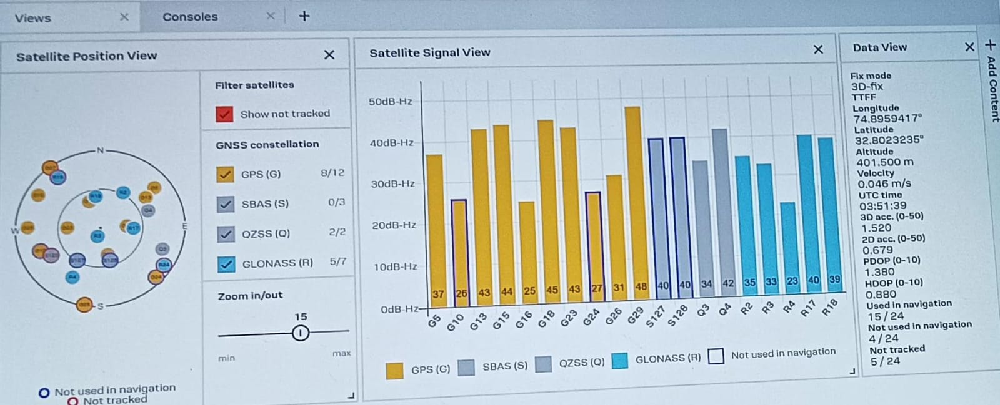 Views
Consoles
Satellite Position View
Satellite Signal View
Data View
Add Content
Filter satellites
Show not tracked
GNSS constellation
GPS (G) 8/12
SBAS (S) 0/3
QZSS (Q) 2/2
GLONASS (R) 5/7
Zoom in/out
15
min max
N
E
S
W
R2
Q4
R17
R3
Q3
R24
G24
R4
Not used in navigation
Not tracked
50dB-Hz
40dB-Hz
30dB-Hz
20dB-Hz
10dB-Hz
0dB-Hz
37 26 43 44 25 45 43 27 31 48 40 40 34 42 35 33 23 40 39
G5 G10 G13 G15 G16 G18 G23 G24 G26 G29 S127 S128 Q3 Q4 R2 R3 R4 R17 R18
GPS (G) SBAS (S) QZSS (Q) GLONASS (R) Not used in navigation
Fix mode
3D-fix
TTFF
Longitude
74.8959417°
Latitude
32.8023235°
Altitude
401.500 m
Velocity
0.046 m/s
UTC time
03:51:39
3D acc. (0-50)
1.520
2D acc. (0-50)
0.679
PDOP (0-10)
1.380
HDOP (0-10)
0.880
Used in navigation
15 / 24
Not used in navigation
4 / 24
Not tracked
5 / 24